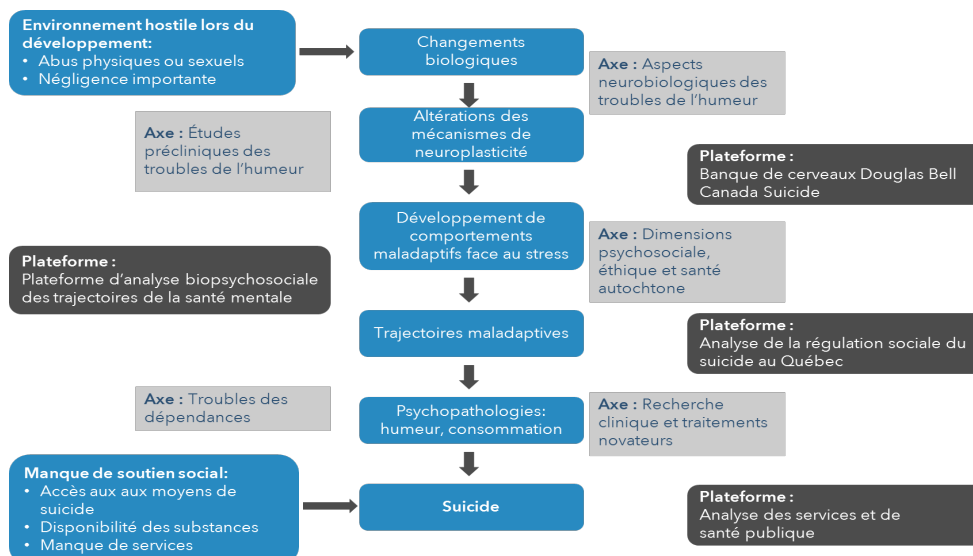 Environnement hostile lors du
développement:
• Abus physiques ou sexuels
• Négligence importante
Changements
biologiques
Axe : Aspects
neurobiologiques des
troubles de l'humeur
Axe : Études
précliniques des
troubles de l'humeur
Altérations des
mécanismes de
neuroplasticité
Plateforme :
Banque de cerveaux Douglas Bell
Canada Suicide
Développement de
comportements
maladaptifs face au stress
Axe : Dimensions
psychosociale,
éthique et santé
autochtone
Plateforme :
Plateforme d'analyse biopsychosociale
des trajectoires de la santé mentale
Trajectoires maladaptives
Plateforme :
Analyse de la régulation sociale du
suicide au Québec
Axe : Troubles des
dépendances
Psychopathologies:
humeur, consommation
Axe : Recherche
clinique et traitements
novateurs
Manque de soutien social:
• Accès aux aux moyens de
suicide
• Disponibilité des substances
• Manque de services
Suicide
Plateforme :
Analyse des services et de
santé publique